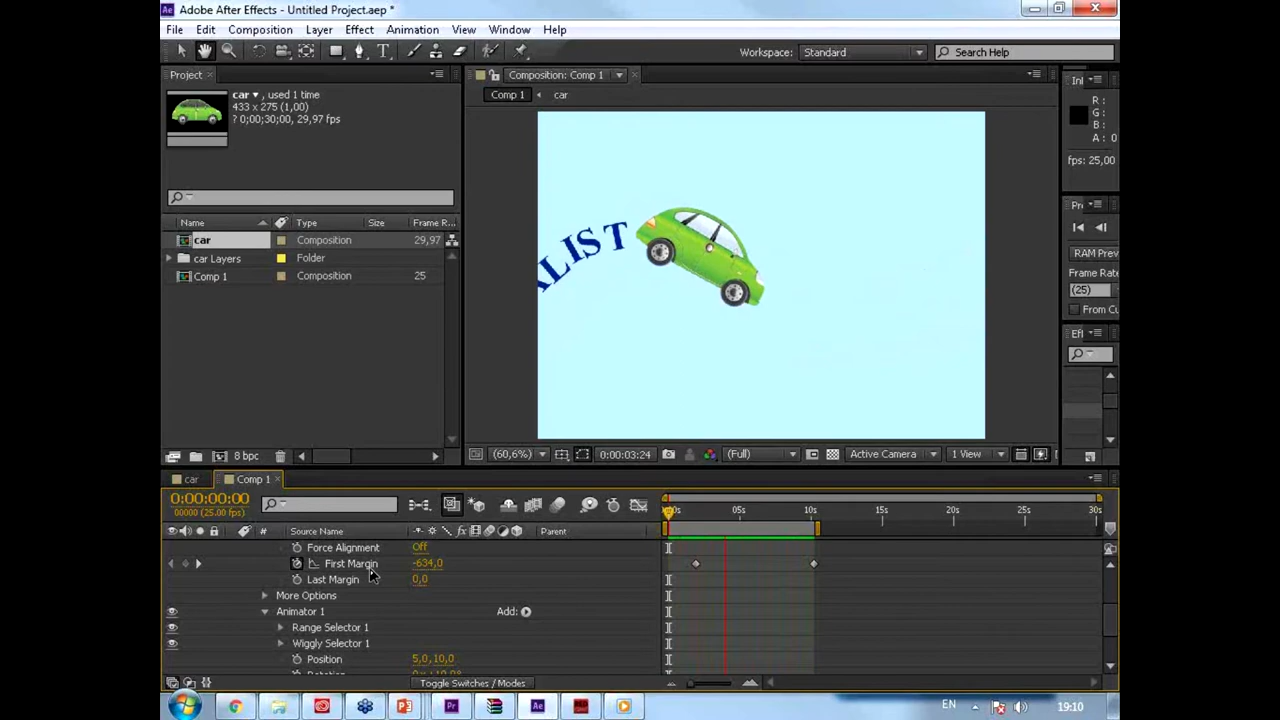 Adobe After Effects - Untitled Project.aep *
File Edit Composition Layer Effect Animation View Window Help
Workspace: Standard Search Help
Project
Composition: Comp 1
car ▾ , used 1 time
433 x 275 (1,00)
? 0;00;30;00, 29,97 fps
Comp 1 car
R :
G :
B :
A : 0
fps: 25,00
LIST
Name Type Size Frame R...
car Composition 29,97
car Layers Folder
Comp 1 Composition 25
RAM Prev
Frame Rate
(25)
From Cu
8 bpc
(60,6%) 0:00:03:24 (Full) Active Camera 1 View
car Comp 1
0:00:00:00
00000 (25.00 fps)
05s 10s 15s 20s 25s 30s
# Source Name Parent
Force Alignment Off
First Margin -634,0
Last Margin 0,0
More Options
Animator 1 Add:
Range Selector 1
Wiggly Selector 1
Position 5,0,10,0
Toggle Switches / Modes
EN 19:10